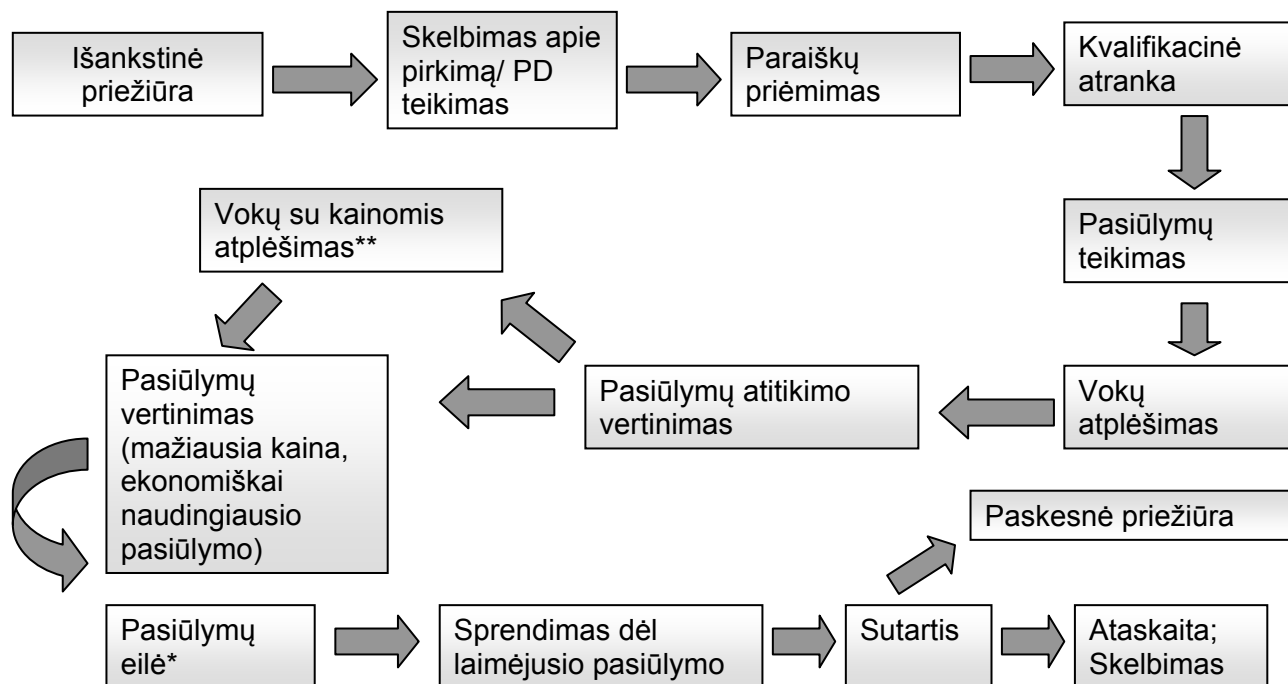 Išankstinė
priežiūra
Skelbimas apie
pirkimą/ PD
teikimas
Paraiškų
priėmimas
Kvalifikacinė
atranka
Pasiūlymų
teikimas
Vokų
atplėšimas
Pasiūlymų atitikimo
vertinimas
Vokų su kainomis
atplėšimas**
Pasiūlymų
vertinimas
(mažiausia kaina,
ekonomiškai
naudingiausio
pasiūlymo)
Pasiūlymų
eilė*
Sprendimas dėl
laimėjusio pasiūlymo
Sutartis
Paskesnė priežiūra
Ataskaita;
Skelbimas